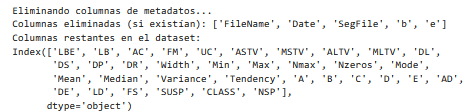 Eliminando columnas de metadatos...
Columnas eliminadas (si existían): ['FileName', 'Date', 'SegFile', 'b', 'e']
Columnas restantes en el dataset:
Index(['LBE', 'LB', 'AC', 'FM', 'UC', 'ASTV', 'MSTV', 'ALTV', 'MLTV', 'DL',
'DS', 'DP', 'DR', 'Width', 'Min', 'Max', 'Nmax', 'Nzeros', 'Mode',
'Mean', 'Median', 'Variance', 'Tendency', 'A', 'B', 'C', 'D', 'E', 'AD',
'DE', 'LD', 'FS', 'SUSP', 'CLASS', 'NSP'],
dtype='object')